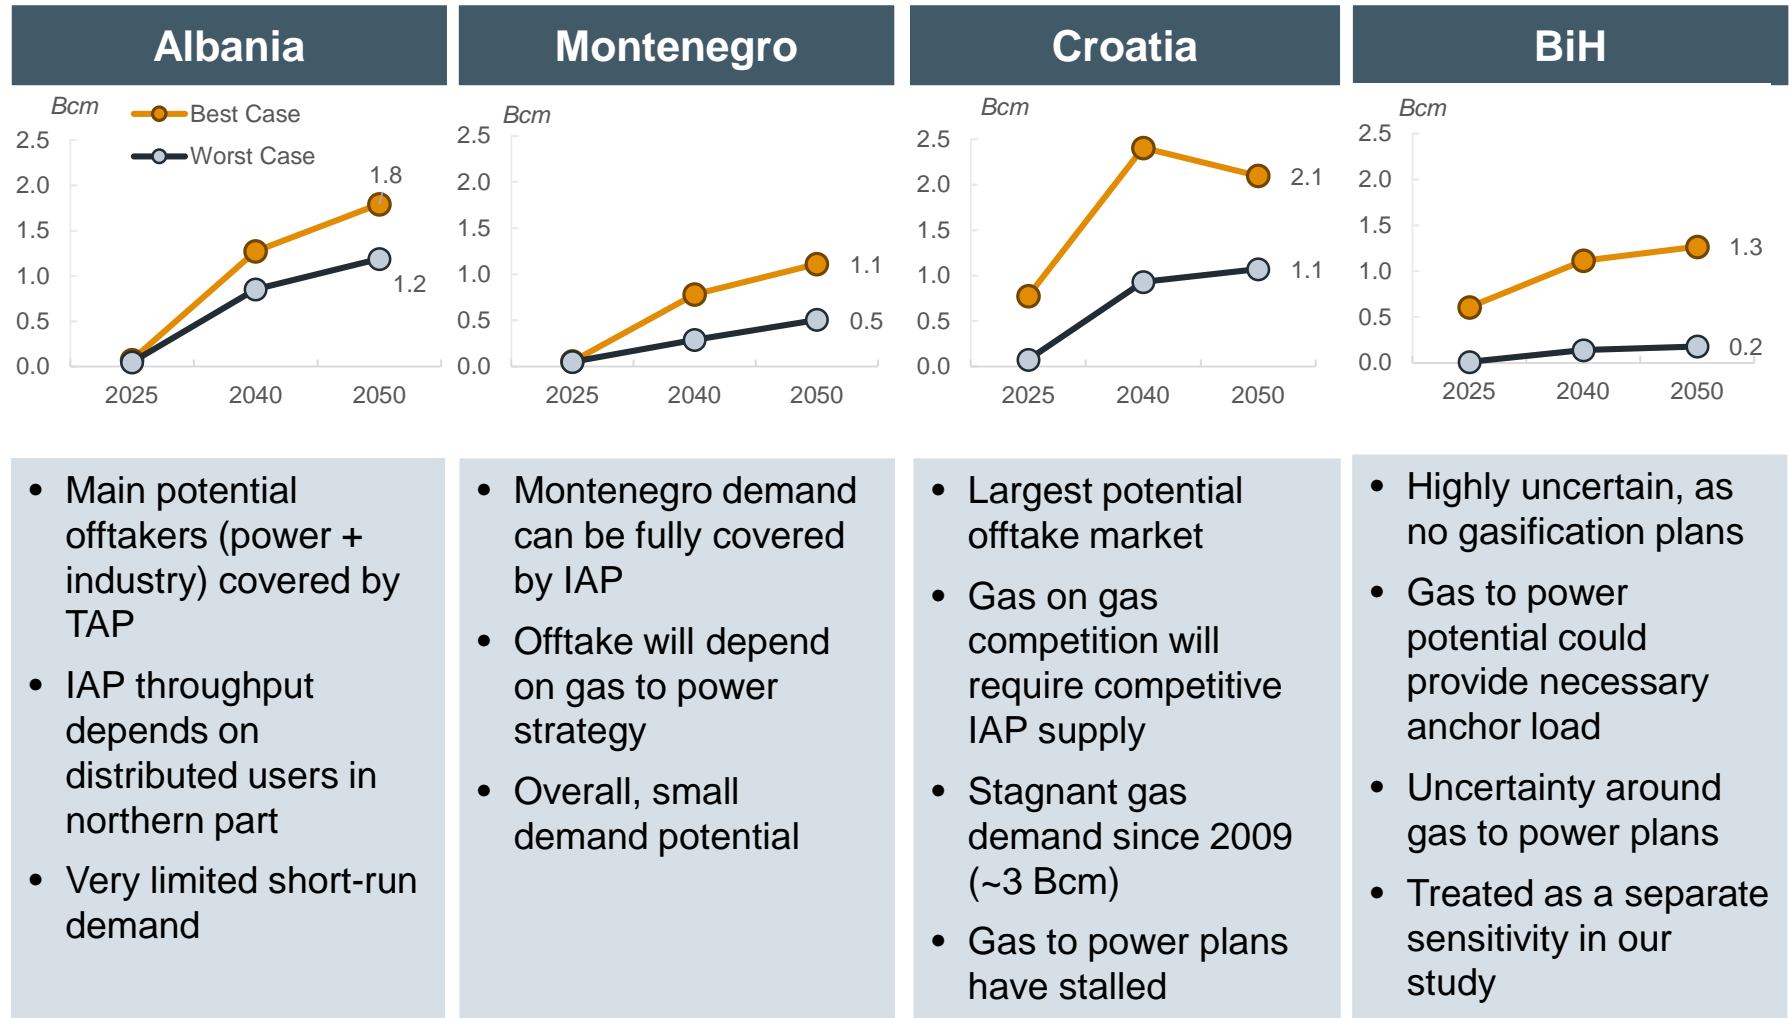 Albania
Bcm
Best Case
Worst Case
2.5
2.0
1.5
1.0
0.5
0.0
1.8
1.2
2025 2040 2050
• Main potential
offtakers (power +
industry) covered by
TAP
• IAP throughput
depends on
distributed users in
northern part
• Very limited short-run
demand
Montenegro
Bcm
2.5
2.0
1.5
1.0
0.5
0.0
1.1
0.5
2025 2040 2050
• Montenegro demand
can be fully covered
by IAP
• Offtake will depend
on gas to power
strategy
• Overall, small
demand potential
Croatia
Bcm
2.5
2.0
1.5
1.0
0.5
0.0
2.1
1.1
2025 2040 2050
• Largest potential
offtake market
• Gas on gas
competition will
require competitive
IAP supply
• Stagnant gas
demand since 2009
(~3 Bcm)
• Gas to power plans
have stalled
BiH
Bcm
2.5
2.0
1.5
1.0
0.5
0.0
1.3
0.2
2025 2040 2050
• Highly uncertain, as
no gasification plans
• Gas to power
potential could
provide necessary
anchor load
• Uncertainty around
gas to power plans
• Treated as a separate
sensitivity in our
study